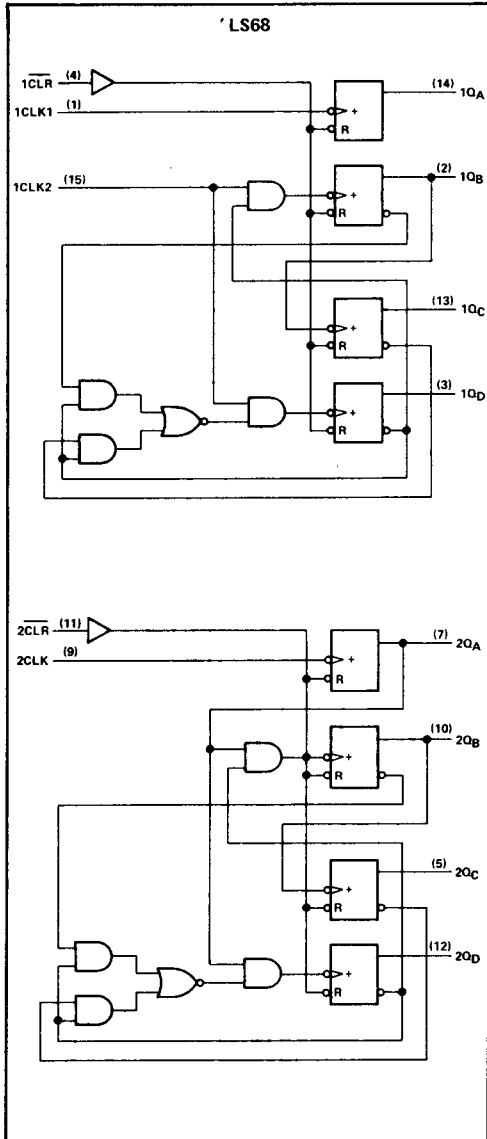 'LS68
1CLR (4)
1CLK1 (1)
(14) 1QA
+
R
1CLK2 (15)
(2) 1QB
+
R
(13) 1QC
+
R
(3) 1QD
+
R
2CLR (11)
2CLK (9)
(7) 2QA
+
R
(10) 2QB
+
R
(5) 2QC
+
R
(12) 2QD
+
R